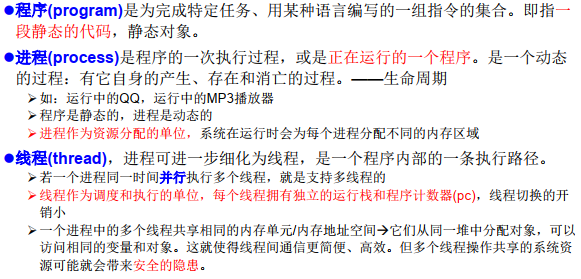 ●程序(program)是为完成特定任务、用某种语言编写的一组指令的集合。即指一
段静态的代码，静态对象。
●进程(process)是程序的一次执行过程，或是正在运行的一个程序。是一个动态
的过程：有它自身的产生、存在和消亡的过程。——生命周期
➢如：运行中的QQ，运行中的MP3播放器
➢程序是静态的，进程是动态的
➢进程作为资源分配的单位，系统在运行时会为每个进程分配不同的内存区域
●线程(thread)，进程可进一步细化为线程，是一个程序内部的一条执行路径。
➢若一个进程同一时间并行执行多个线程，就是支持多线程的
➢线程作为调度和执行的单位，每个线程拥有独立的运行栈和程序计数器(pc)，线程切换的开
销小
➢一个进程中的多个线程共享相同的内存单元/内存地址空间→它们从同一堆中分配对象，可以
访问相同的变量和对象。这就使得线程间通信更简便、高效。但多个线程操作共享的系统资
源可能就会带来安全的隐患。